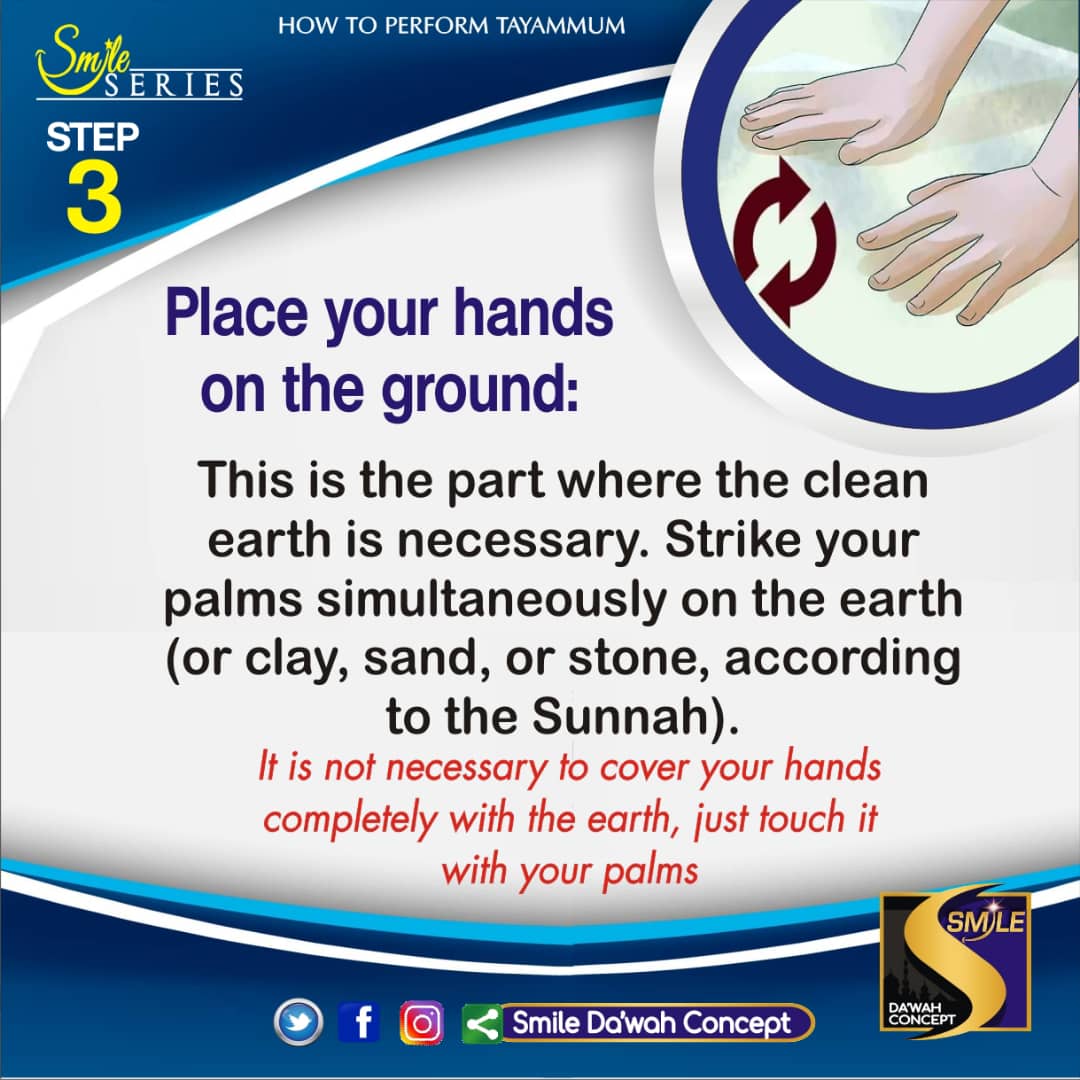 HOW TO PERFORM TAYAMMUM
Smile
SERIES
STEP
3
Place your hands
on the ground:
This is the part where the clean
earth is necessary. Strike your
palms simultaneously on the earth
(or clay, sand, or stone, according
to the Sunnah).
It is not necessary to cover your hands
completely with the earth, just touch it
with your palms
SMILE
DA'WAH
CONCEPT
Smile Da'wah Concept